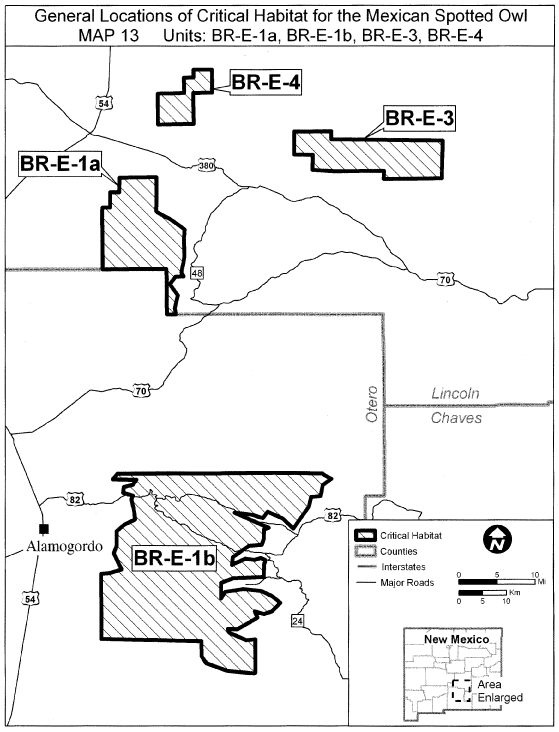 General Locations of Critical Habitat for the Mexican Spotted Owl
MAP 13 Units: BR-E-1a, BR-E-1b, BR-E-3, BR-E-4
BR-E-4
54
BR-E-3
BR-E-1a
380
48
70
70
Otero
Lincoln
Chaves
82
82
Alamogordo
BR-E-1b
54
24
Critical Habitat
Counties
Interstates
Major Roads
N
0 5 10
Mi
Km
0 5 10
New Mexico
Area
Enlarged